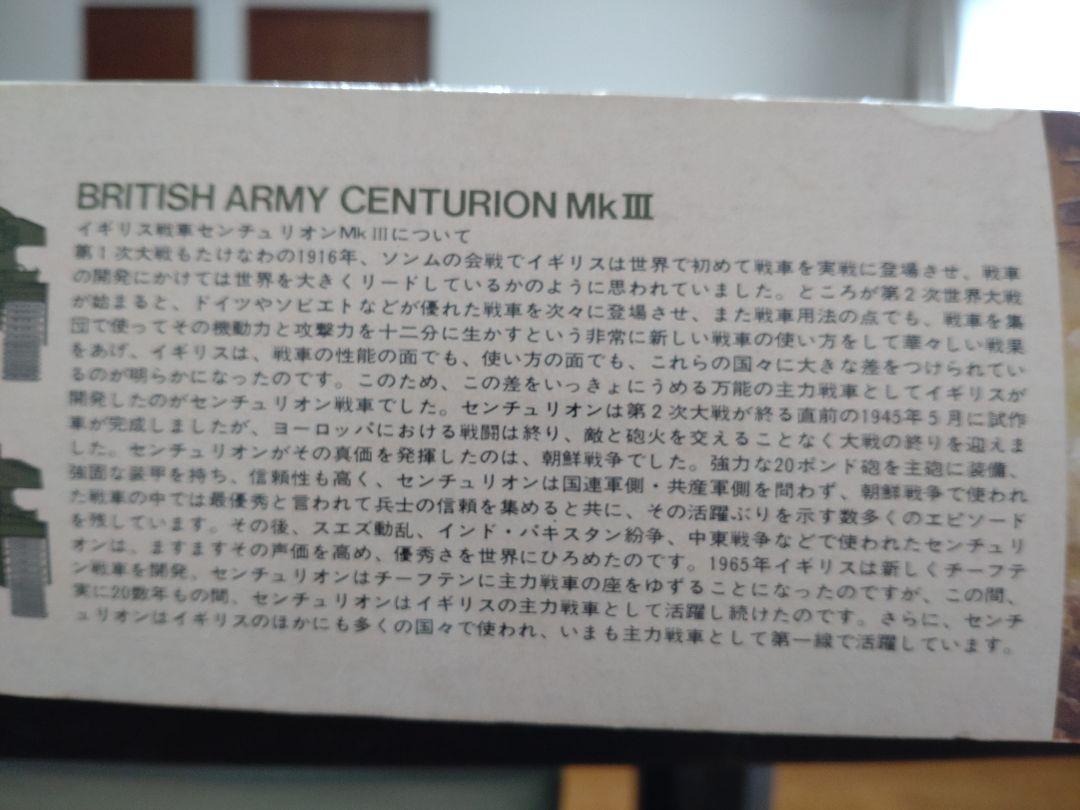 BRITISH ARMY CENTURION Mk III
イギリス戦車センチュリオンMk IIIについて
第1次大戦もたけなわの1916年、ソンムの会戦でイギリスは世界で初めて戦車を実戦に登場させ、戦車
の開発にかけては世界を大きくリードしているかのように思われていました。ところが第2次世界大戦
が始まると、ドイツやソビエトなどが優れた戦車を次々に登場させ、また戦車用法の点でも、戦車を集
団で使ってその機動力と攻撃力を十二分に生かすという非常に新しい戦車の使い方をして華々しい戦果
をあげ、イギリスは、戦車の性能の面でも、使い方の面でも、これらの国々に大きな差をつけられてい
るのが明らかになったのです。このため、この差をいっきょにうめる万能の主力戦車としてイギリスが
開発したのがセンチュリオン戦車でした。センチュリオンは第2次大戦が終る直前の1945年5月に試作
車が完成しましたが、ヨーロッパにおける戦闘は終り、敵と砲火を交えることなく大戦の終りを迎えま
した。センチュリオンがその真価を発揮したのは、朝鮮戦争でした。強力な20ポンド砲を主砲に装備、
強固な装甲を持ち、信頼性も高く、センチュリオンは国連軍側・共産軍側を問わず、朝鮮戦争で使われ
た戦車の中では最優秀と言われて兵士の信頼を集めると共に、その活躍ぶりを示す数多くのエピソード
を残しています。その後、スエズ動乱、インド・パキスタン紛争、中東戦争などで使われたセンチュリ
オンは、ますますその声価を高め、優秀さを世界にひろめたのです。1965年イギリスは新しくチーフテ
ン戦車を開発、センチュリオンはチーフテンに主力戦車の座をゆずることになったのですが、この間、
実に20数年もの間、センチュリオンはイギリスの主力戦車として活躍し続けたのです。さらに、センチ
ュリオンはイギリスのほかにも多くの国々で使われ、いまも主力戦車として第一線で活躍しています。